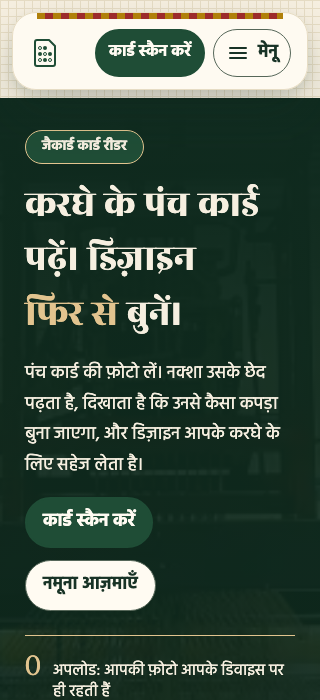 कार्ड स्कैन करें
मेनू
जैकार्ड कार्ड रीडर
करघे के पंच कार्ड
पढ़ें। डिज़ाइन
फिर से बुनें।
पंच कार्ड की फ़ोटो लें। नक्शा उसके छेद
पढ़ता है, दिखाता है कि उनसे कैसा कपड़ा
बुना जाएगा, और डिज़ाइन आपके करघे के
लिए सहेज लेता है।
कार्ड स्कैन करें
नमूना आज़माएँ
0 अपलोड: आपकी फ़ोटो आपके डिवाइस पर
ही रहती हैं